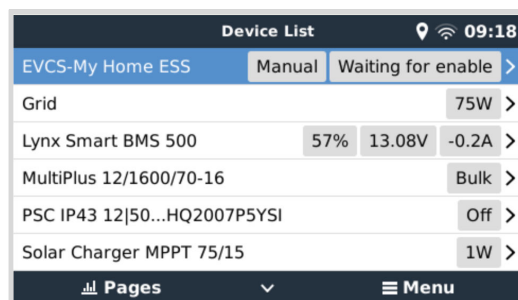 Device List 09:18
EVCS-My Home ESS Manual Waiting for enable
Grid 75W
Lynx Smart BMS 500 57% 13.08V -0.2A
MultiPlus 12/1600/70-16 Bulk
PSC IP43 12|50...HQ2007P5YSI Off
Solar Charger MPPT 75/15 1W
Pages Menu